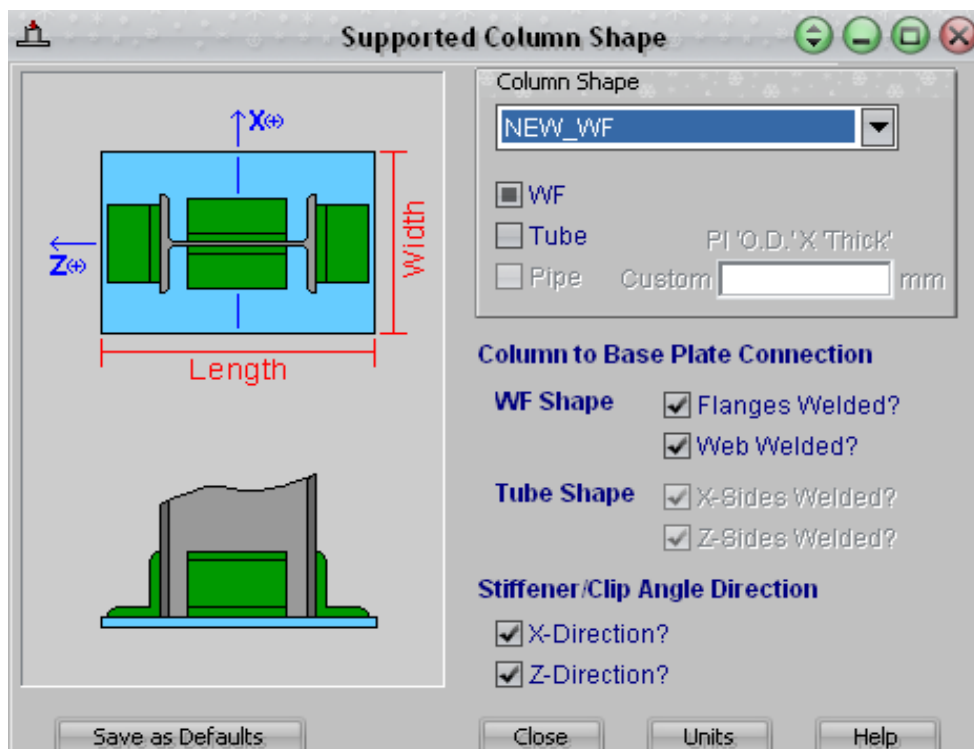 Supported Column Shape
X(+)
Z(+)
Width
Length
Column Shape
NEW_WF
WF
Tube
Pl 'O.D.' X 'Thick'
Pipe Custom mm
Column to Base Plate Connection
WF Shape Flanges Welded?
Web Welded?
Tube Shape X-Sides Welded?
Z-Sides Welded?
Stiffener/Clip Angle Direction
X-Direction?
Z-Direction?
Save as Defaults Close Units Help